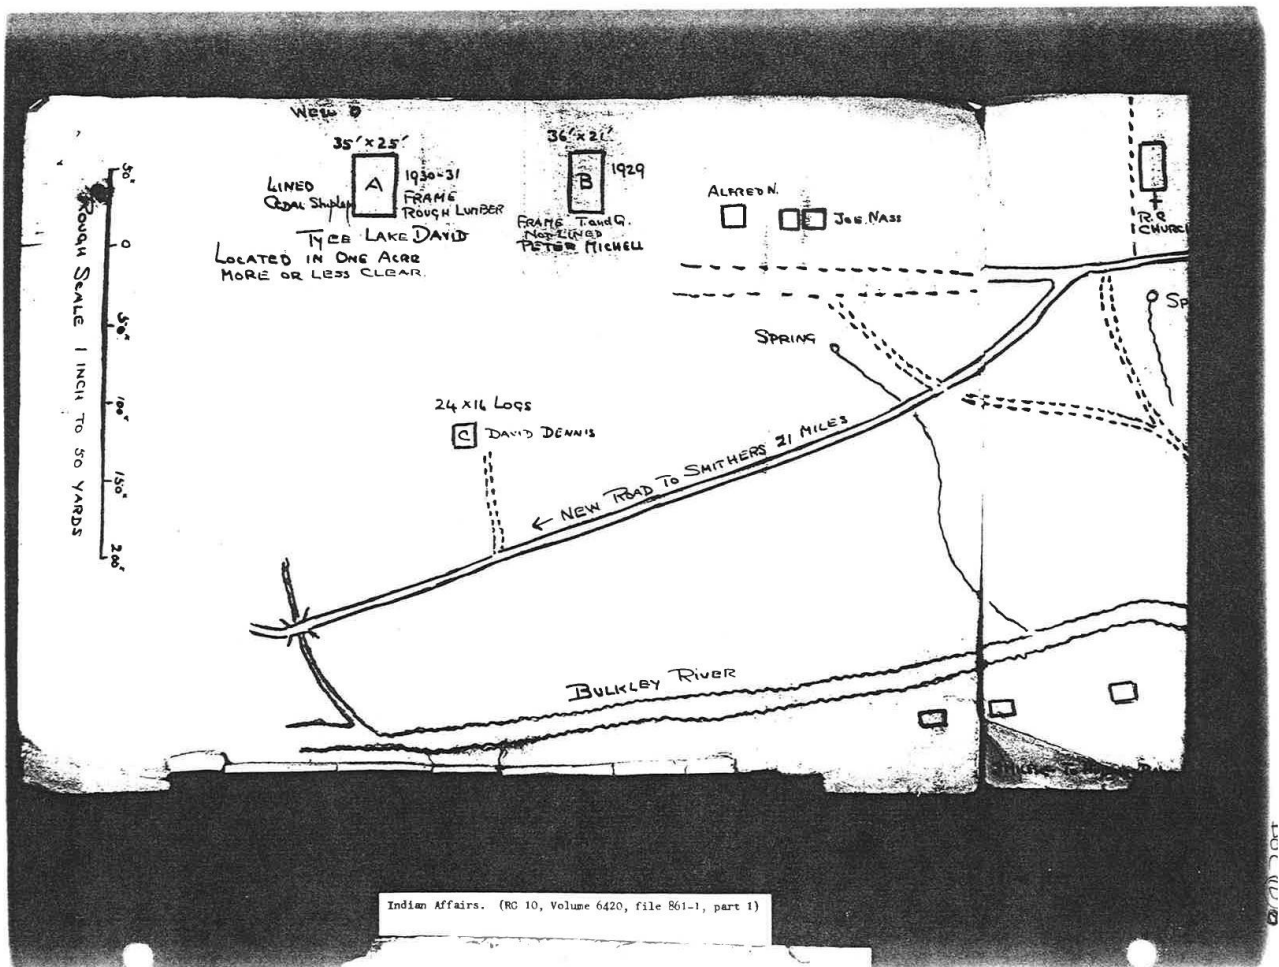 WELL
35' × 25'
A
LINED
1930-31
FRAME
ROUGH LUMBER
TYEE LAKE DAVID
LOCATED IN ONE ACRE
MORE OR LESS CLEAR.
36' × 21'
B
1929
FRAME T. and G.
NOT LINED
PETER MICHELL
ALFRED N.
JOE. NASS
CHURCH
SPRING
SP
24 × 16 LOGS
C
DAVID DENNIS
← NEW ROAD TO SMITHERS 21 MILES
BULKLEY RIVER
ROUGH SCALE 1 INCH TO 50 YARDS
50"
0
50"
100"
150"
200"
Indian Affairs. (RG 10, Volume 6420, file 861-1, part 1)